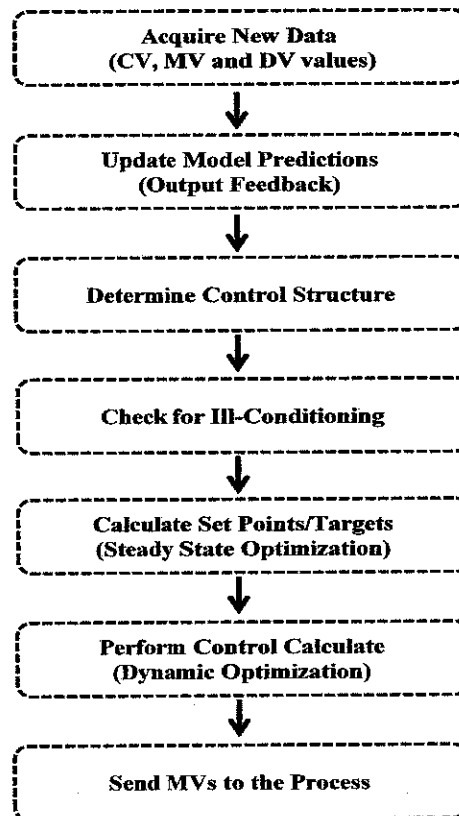 Acquire New Data
(CV, MV and DV values)
Update Model Predictions
(Output Feedback)
Determine Control Structure
Check for Ill-Conditioning
Calculate Set Points/Targets
(Steady State Optimization)
Perform Control Calculate
(Dynamic Optimization)
Send MVs to the Process